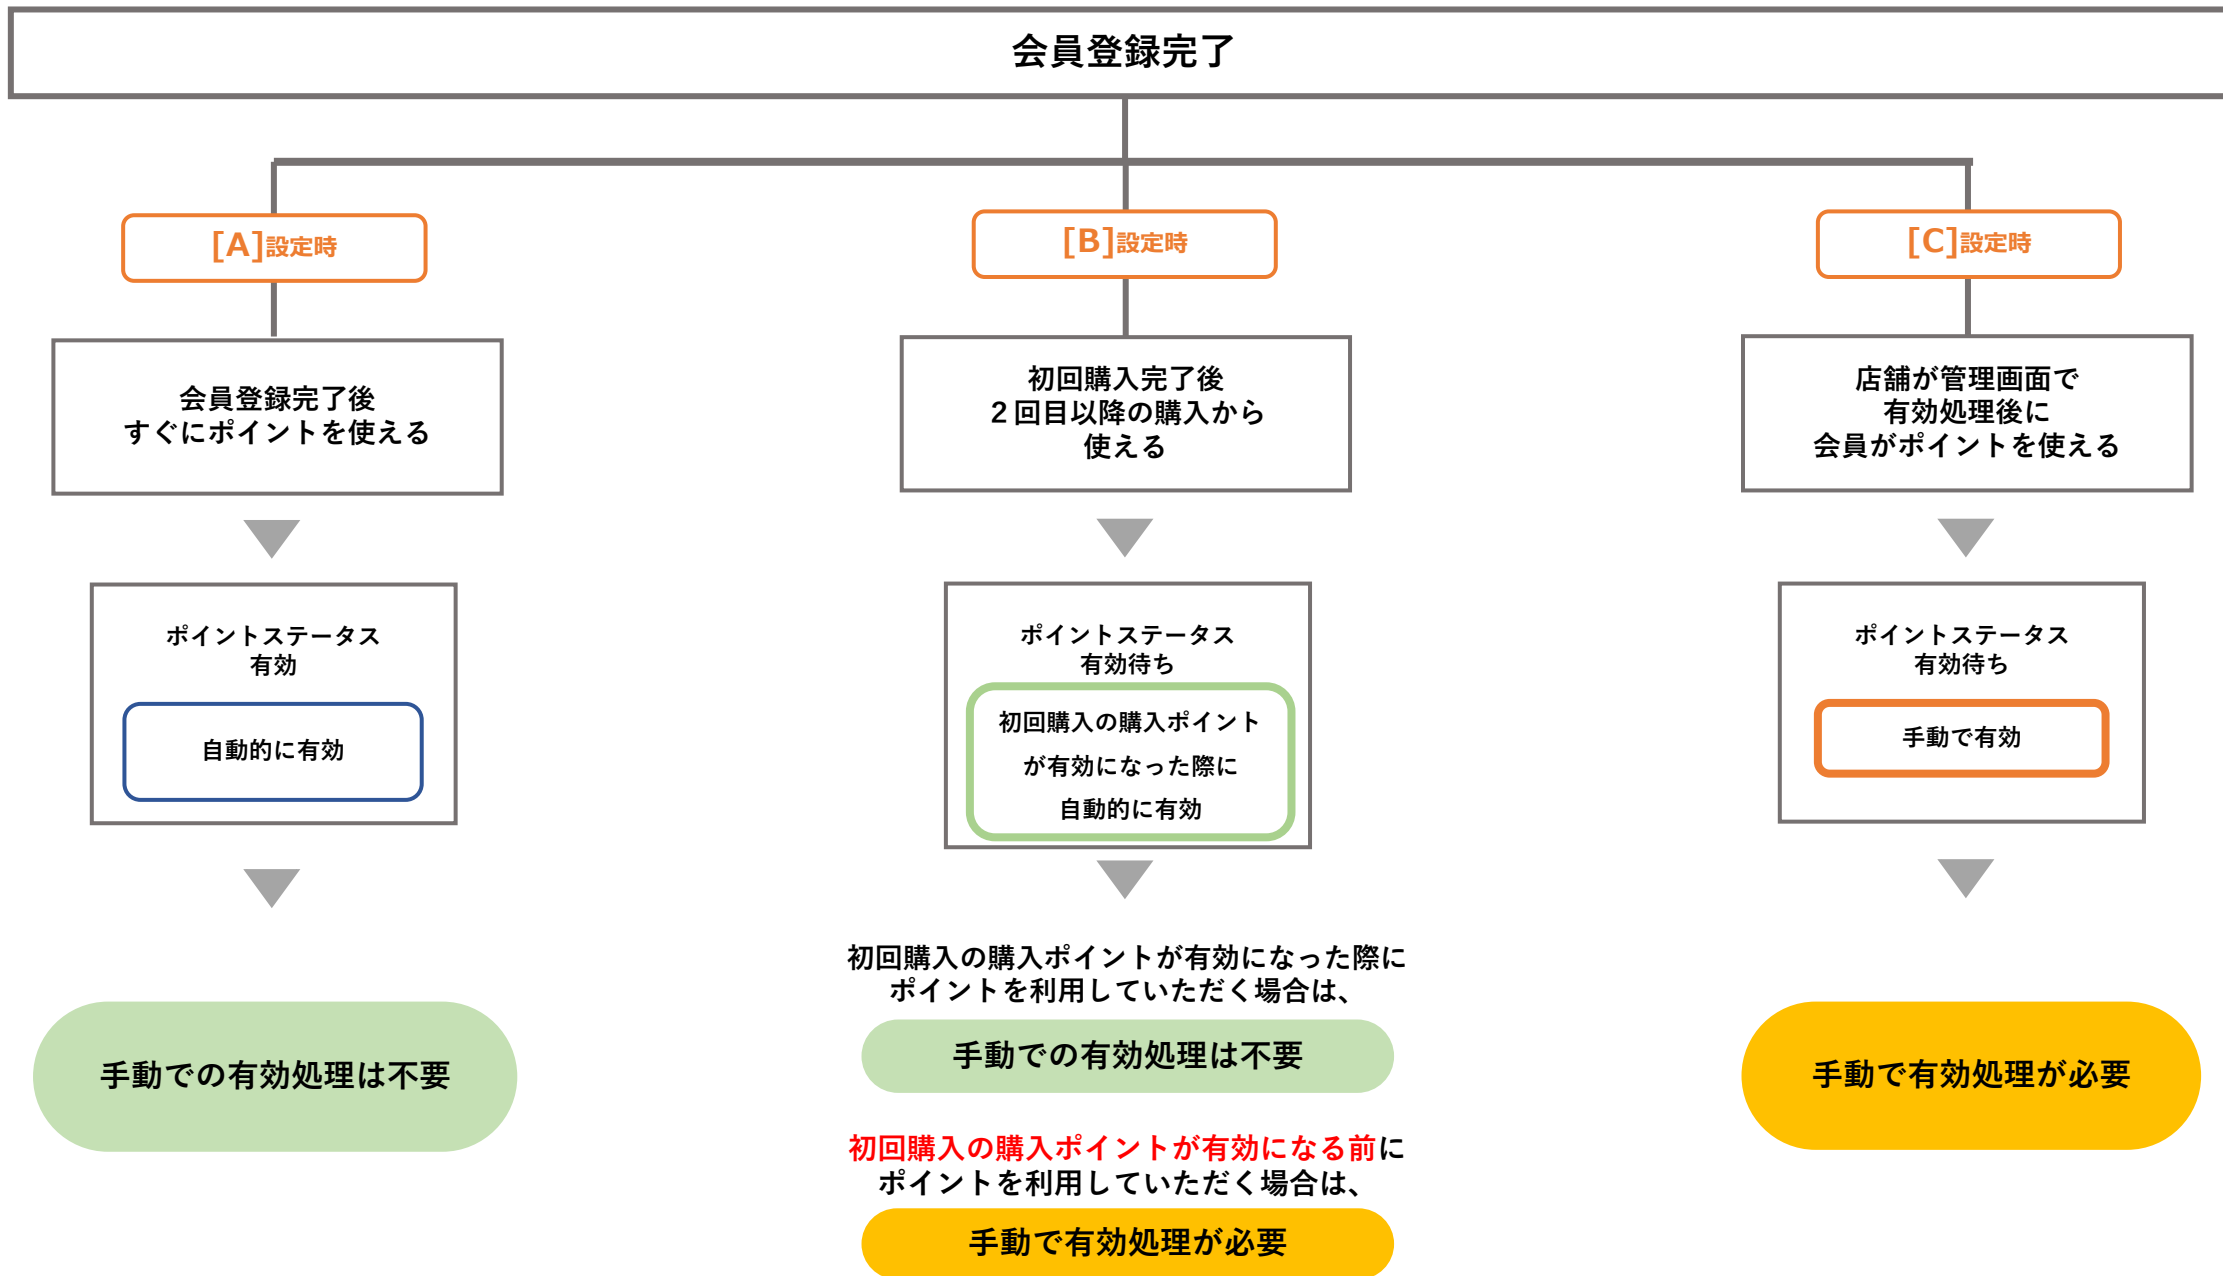 会員登録完了
[A]設定時
会員登録完了後
すぐにポイントを使える
ポイントステータス
有効
自動的に有効
手動での有効処理は不要
[B]設定時
初回購入完了後
２回目以降の購入から
使える
ポイントステータス
有効待ち
初回購入の購入ポイント
が有効になった際に
自動的に有効
初回購入の購入ポイントが有効になった際に
ポイントを利用していただく場合は、
手動での有効処理は不要
初回購入の購入ポイントが有効になる前に
ポイントを利用していただく場合は、
手動で有効処理が必要
[C]設定時
店舗が管理画面で
有効処理後に
会員がポイントを使える
ポイントステータス
有効待ち
手動で有効
手動で有効処理が必要